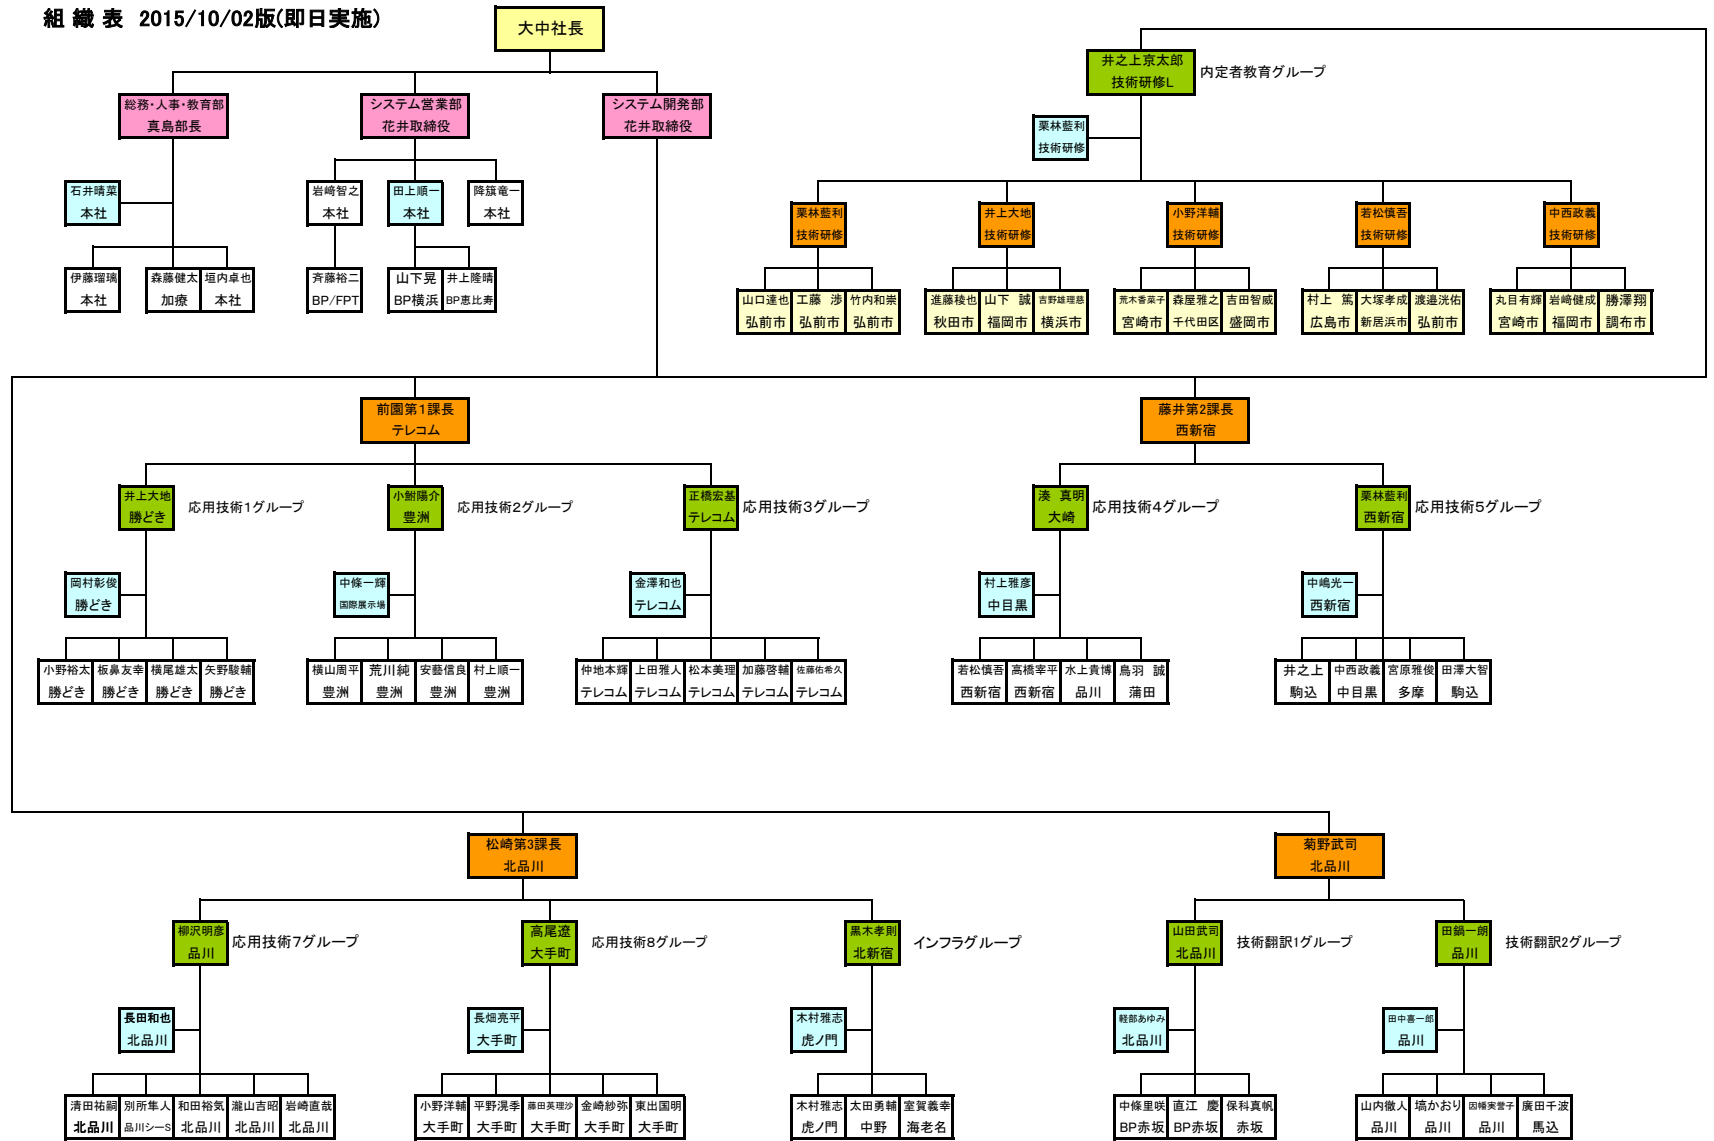 組 織 表 2015/10/02版(即日実施)
大中社長
井之上京太郎
技術研修L
内定者教育グループ
総務・人事・教育部
真島部長
システム営業部
花井取締役
システム開発部
花井取締役
栗林藍利
技術研修
石井晴菜
本社
岩﨑智之
本社
田上順一
本社
降籏竜一
本社
栗林藍利
技術研修
井上大地
技術研修
小野洋輔
技術研修
若松慎吾
技術研修
中西政義
技術研修
伊藤瑠璃
本社
森藤健太
加療
垣内卓也
本社
斉藤裕二
BP/FPT
山下晃
BP横浜
井上隆晴
BP恵比寿
山口達也
弘前市
工藤 渉
弘前市
竹内和崇
弘前市
進藤稜也
秋田市
山下 誠
福岡市
吉野雄理慈
横浜市
荒木香菜子
宮崎市
森屋雅之
千代田区
吉田智威
盛岡市
村上 篤
広島市
大塚孝成
新居浜市
渡邉洸佑
弘前市
丸目有輝
宮崎市
岩崎健成
福岡市
勝澤翔
調布市
前園第1課長
テレコム
藤井第2課長
西新宿
井上大地
勝どき
応用技術1グループ
小鮒陽介
豊洲
応用技術2グループ
正橋宏基
テレコム
応用技術3グループ
湊 真明
大崎
応用技術4グループ
栗林藍利
西新宿
応用技術5グループ
岡村彰俊
勝どき
中條一輝
国際展示場
金澤和也
テレコム
村上雅彦
中目黒
中嶋光一
西新宿
小野裕太
勝どき
板鼻友幸
勝どき
横尾雄太
勝どき
矢野駿輔
勝どき
横山周平
豊洲
荒川純
豊洲
安藝信良
豊洲
村上順一
豊洲
仲地本輝
テレコム
上田雅人
テレコム
松本美理
テレコム
加藤啓輔
テレコム
佐藤佑希久
テレコム
若松慎吾
西新宿
高橋宰平
西新宿
水上貴博
品川
鳥羽 誠
蒲田
井之上
駒込
中西政義
中目黒
宮原雅俊
多摩
田澤大智
駒込
松崎第3課長
北品川
菊野武司
北品川
柳沢明彦
品川
応用技術7グループ
高尾遼
大手町
応用技術8グループ
黒木孝則
北新宿
インフラグループ
山田武司
北品川
技術翻訳1グループ
田鍋一朗
品川
技術翻訳2グループ
長田和也
北品川
長畑亮平
大手町
木村雅志
虎ノ門
軽部あゆみ
北品川
田中喜一郎
品川
清田祐嗣
北品川
別所隼人
品川シーS
和田裕気
北品川
瀧山吉昭
北品川
岩崎直哉
北品川
小野洋輔
大手町
平野滉季
大手町
藤田英理沙
大手町
金崎紗弥
大手町
東出国明
大手町
木村雅志
虎ノ門
太田勇輔
中野
室賀義幸
海老名
中條里咲
BP赤坂
直江 慶
BP赤坂
保科真帆
赤坂
山内徹人
品川
塙かおり
品川
因幡実誉子
品川
廣田千波
馬込